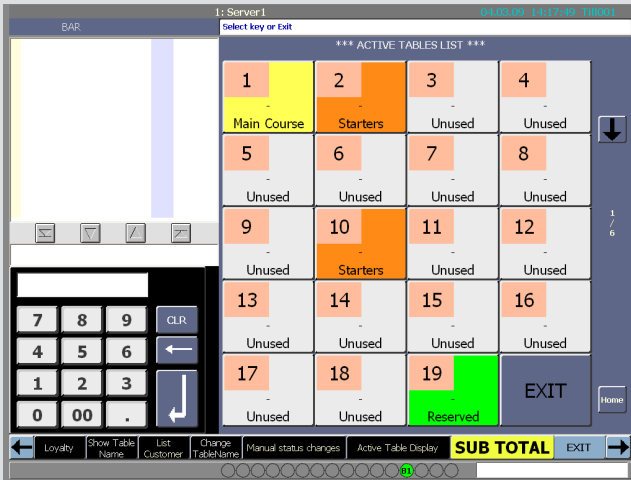 1: Server1
04.03.09 14:17:49 Till001
BAR
Select key or Exit
*** ACTIVE TABLES LIST ***
1
-
Main Course
2
-
Starters
3
-
Unused
4
-
Unused
5
-
Unused
6
-
Unused
7
-
Unused
8
-
Unused
9
-
Unused
10
-
Starters
11
-
Unused
12
-
Unused
13
-
Unused
14
-
Unused
15
-
Unused
16
-
Unused
17
-
Unused
18
-
Unused
19
-
Reserved
EXIT
1
/
6
Home
7 8 9 CLR
4 5 6
1 2 3
0 00 .
Loyalty
Show Table
Name
List
Customer
Change
TableName
Manual status changes
Active Table Display
SUB TOTAL
EXIT
B1